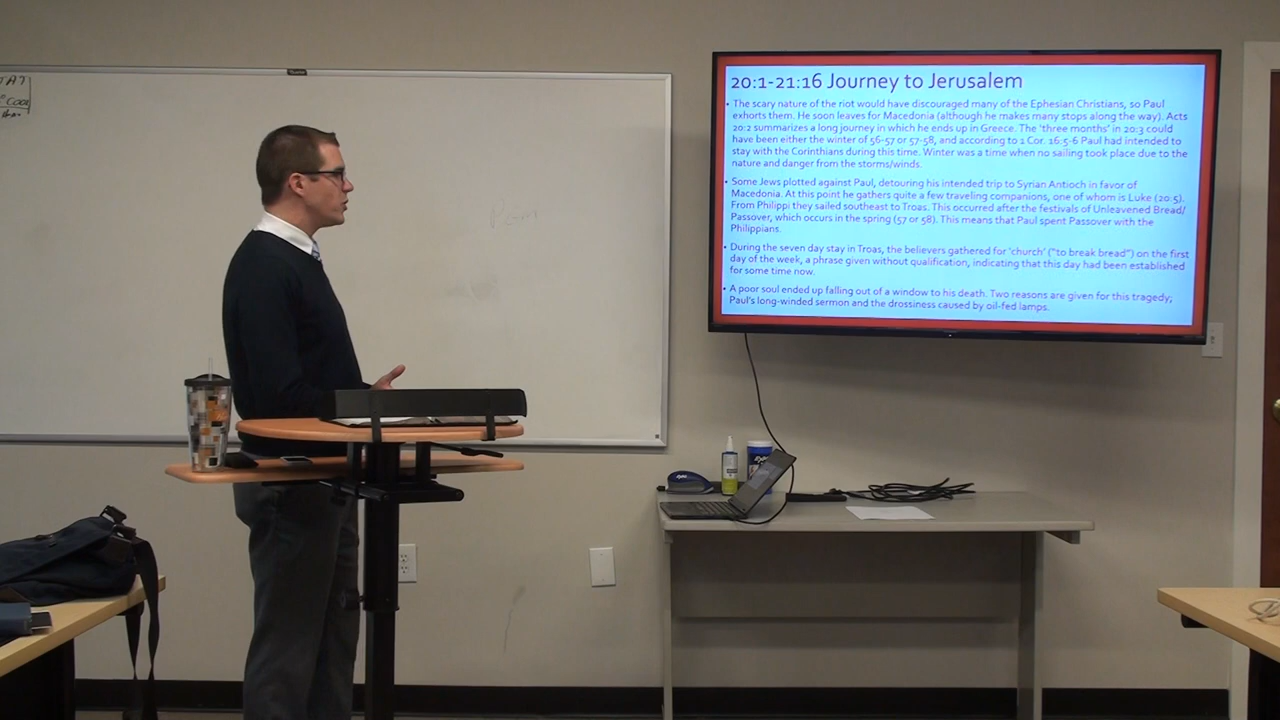 20:1-21:16 Journey to Jerusalem
• The scary nature of the riot would have discouraged many of the Ephesian Christians, so Paul
exhorts them. He soon leaves for Macedonia (although he makes many stops along the way). Acts
20:2 summarizes a long journey in which he ends up in Greece. The 'three months' in 20:3 could
have been either the winter of 56-57 or 57-58, and according to 1 Cor. 16:5-6 Paul had intended to
stay with the Corinthians during this time. Winter was a time when no sailing took place due to the
nature and danger from the storms/winds.
• Some Jews plotted against Paul, detouring his intended trip to Syrian Antioch in favor of
Macedonia. At this point he gathers quite a few traveling companions, one of whom is Luke (20:5).
From Philippi they sailed southeast to Troas. This occurred after the festivals of Unleavened Bread/
Passover, which occurs in the spring (57 or 58). This means that Paul spent Passover with the
Philippians.
• During the seven day stay in Troas, the believers gathered for 'church' ("to break bread") on the first
day of the week, a phrase given without qualification, indicating that this day had been established
for some time now.
• A poor soul ended up falling out of a window to his death. Two reasons are given for this tragedy;
Paul's long-winded sermon and the drossiness caused by oil-fed lamps.